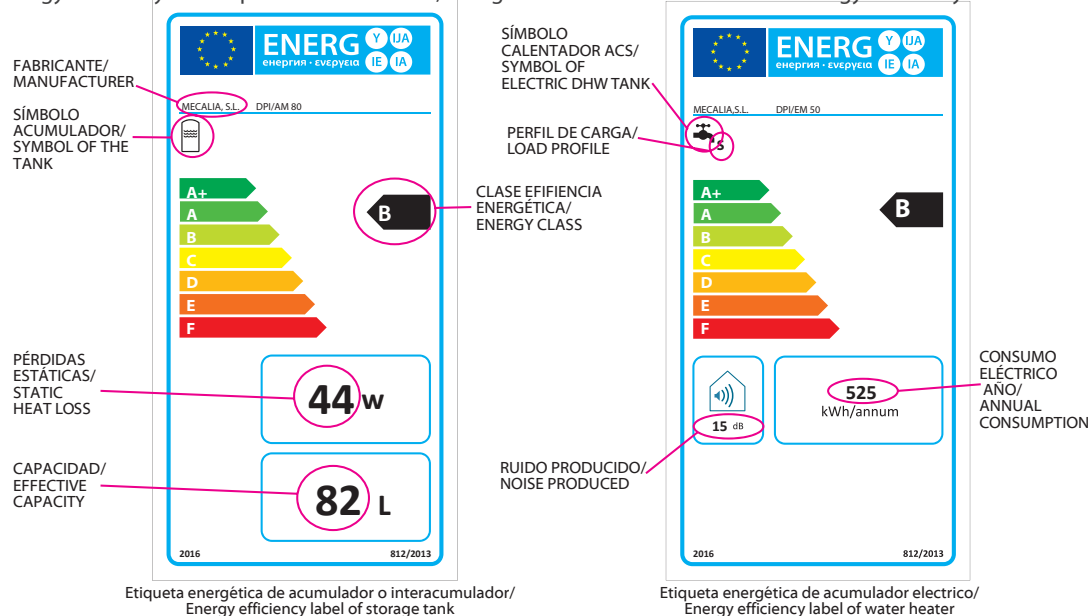 FABRICANTE/
MANUFACTURER
SÍMBOLO
ACUMULADOR/
SYMBOL OF THE
TANK
PÉRDIDAS
ESTÁTICAS/
STATIC
HEAT LOSS
CAPACIDAD/
EFFECTIVE
CAPACITY
ENERG Y IJA
енергия · ενεργεια IE IA
MECALIA, S.L. DPI/AM 80
A+
A
B
B
C
D
E
F
44 W
82 L
2016 812/2013
Etiqueta energética de acumulador o interacumulador/
Energy efficiency label of storage tank
CLASE EFIFIENCIA
ENERGÉTICA/
ENERGY CLASS
SÍMBOLO
CALENTADOR ACS/
SYMBOL OF
ELECTRIC DHW TANK
PERFIL DE CARGA/
LOAD PROFILE
RUIDO PRODUCIDO/
NOISE PRODUCED
ENERG Y IJA
енергия · ενεργεια IE IA
MECALIA,S.L. DPI/EM 50
S
A+
A
B
B
C
D
E
F
15 dB
525
kWh/annum
2016 812/2013
CONSUMO
ELÉCTRICO
AÑO/
ANNUAL
CONSUMPTION
Etiqueta energética de acumulador electrico/
Energy efficiency label of water heater